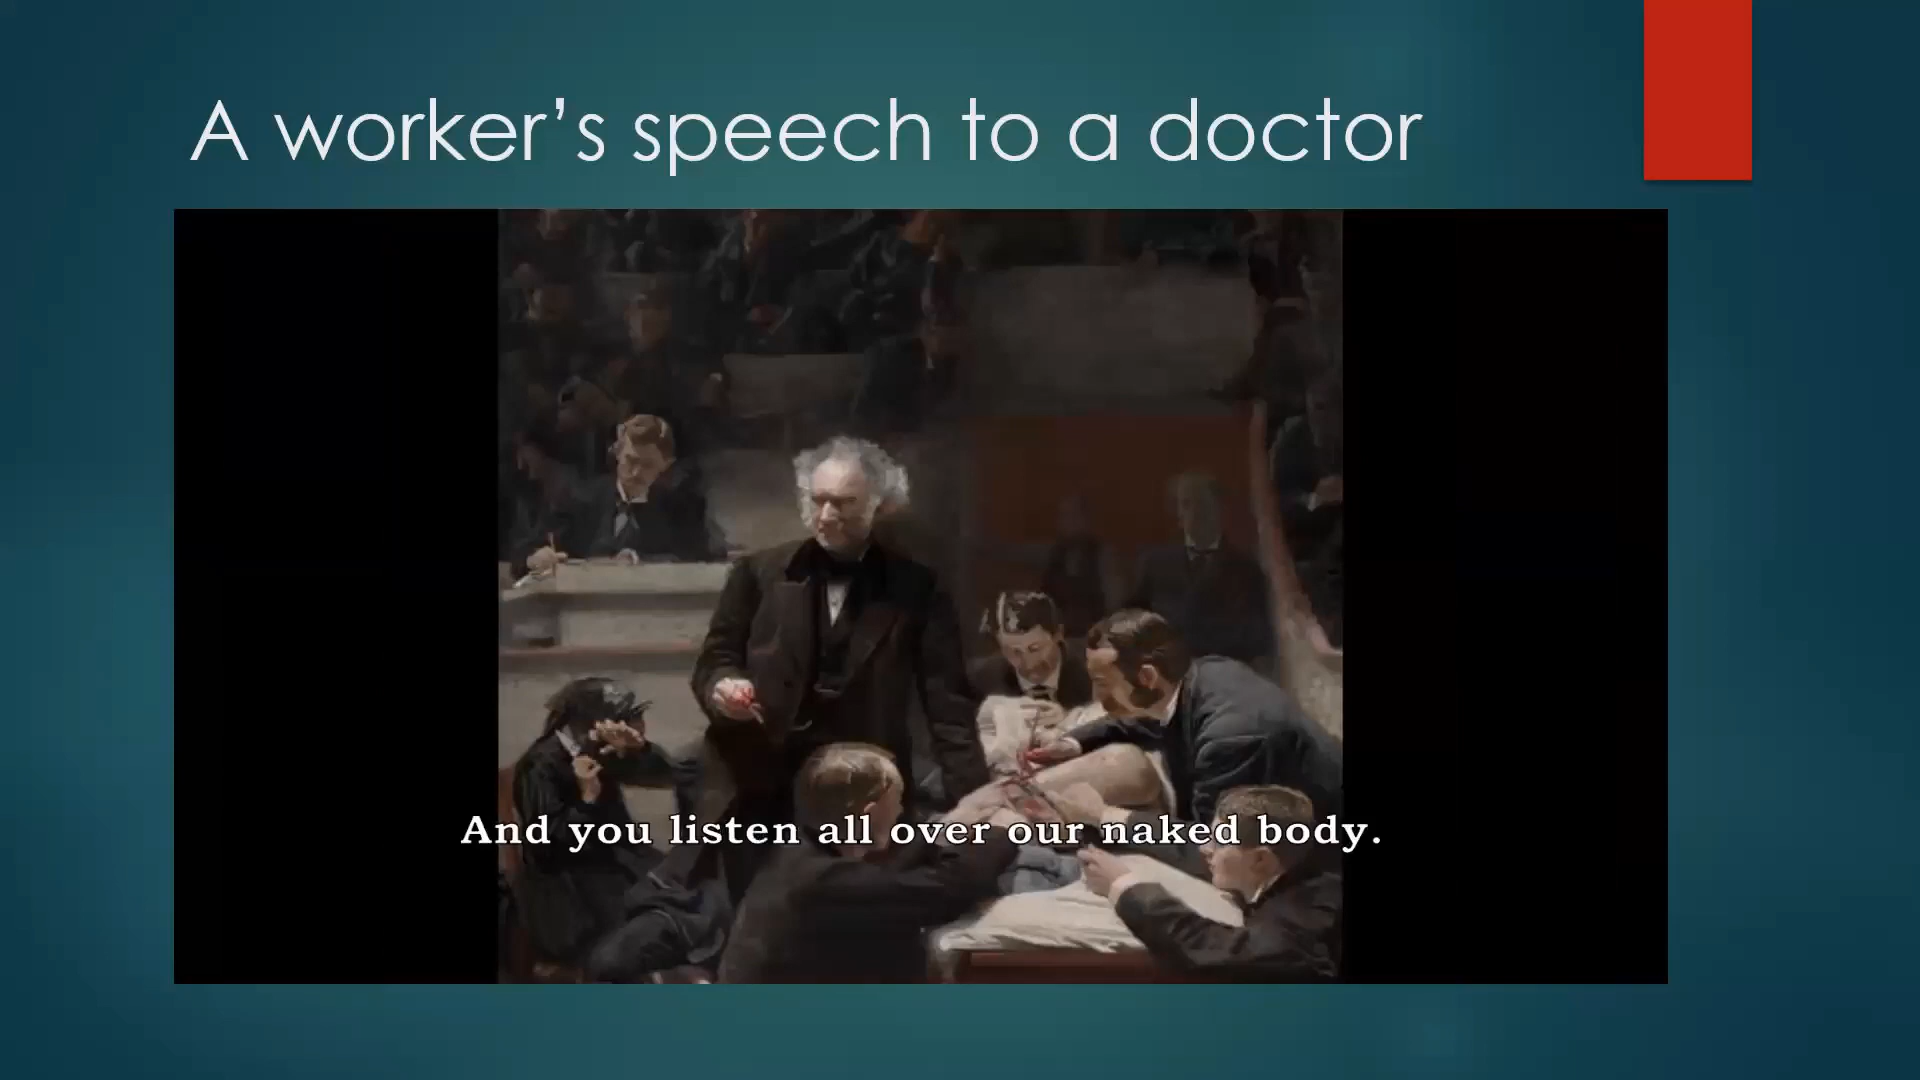 A worker’s speech to a doctor
And you listen all over our naked body.